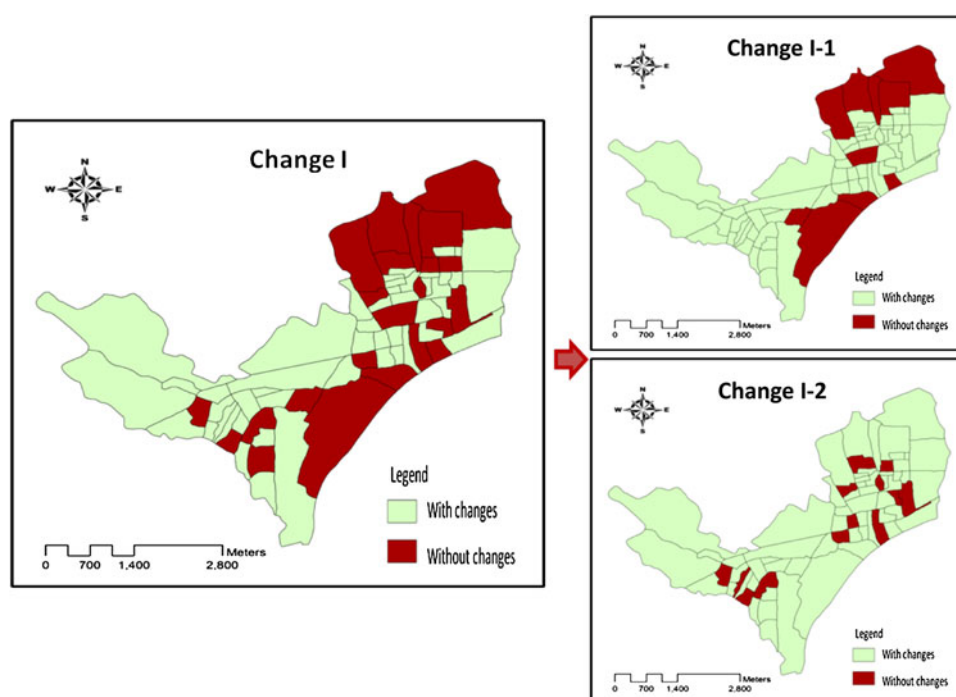 Change I
N
W E
S
Legend
With changes
Without changes
0 700 1,400 2,800
Meters
Change I-1
N
W E
S
Legend
With changes
Without changes
0 700 1,400 2,800
Meters
Change I-2
N
W E
S
Legend
With changes
Without changes
0 700 1,400 2,800
Meters